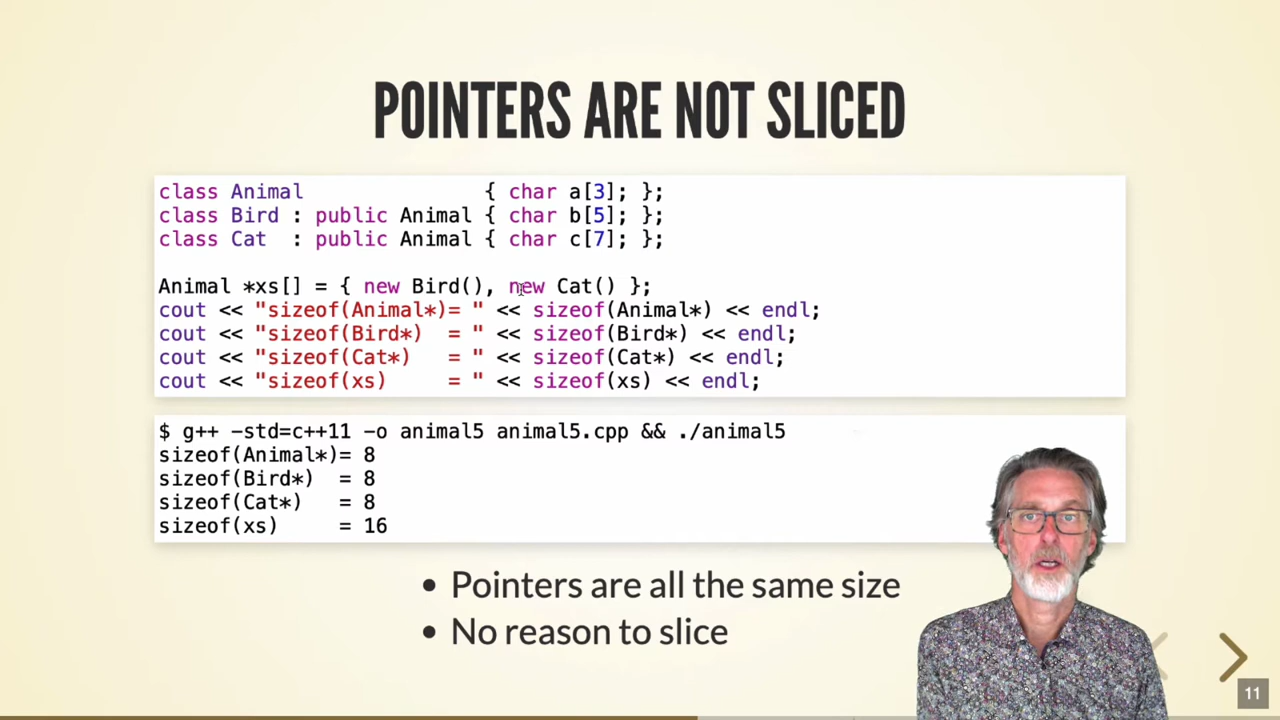 POINTERS ARE NOT SLICED
class Animal               { char a[3]; };
class Bird : public Animal { char b[5]; };
class Cat  : public Animal { char c[7]; };
Animal *xs[] = { new Bird(), new Cat() };
cout << "sizeof(Animal*)= " << sizeof(Animal*) << endl;
cout << "sizeof(Bird*)  = " << sizeof(Bird*) << endl;
cout << "sizeof(Cat*)   = " << sizeof(Cat*) << endl;
cout << "sizeof(xs)     = " << sizeof(xs) << endl;
$ g++ -std=c++11 -o animal5 animal5.cpp && ./animal5
sizeof(Animal*)= 8
sizeof(Bird*)  = 8
sizeof(Cat*)   = 8
sizeof(xs)     = 16
• Pointers are all the same size
• No reason to slice
11